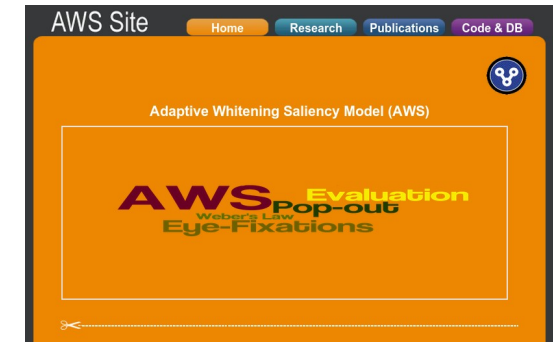 AWS Site
Home Research Publications Code & DB
Adaptive Whitening Saliency Model (AWS)
AWS Evaluation
Pop-out
Weber's Law
Eye-Fixations